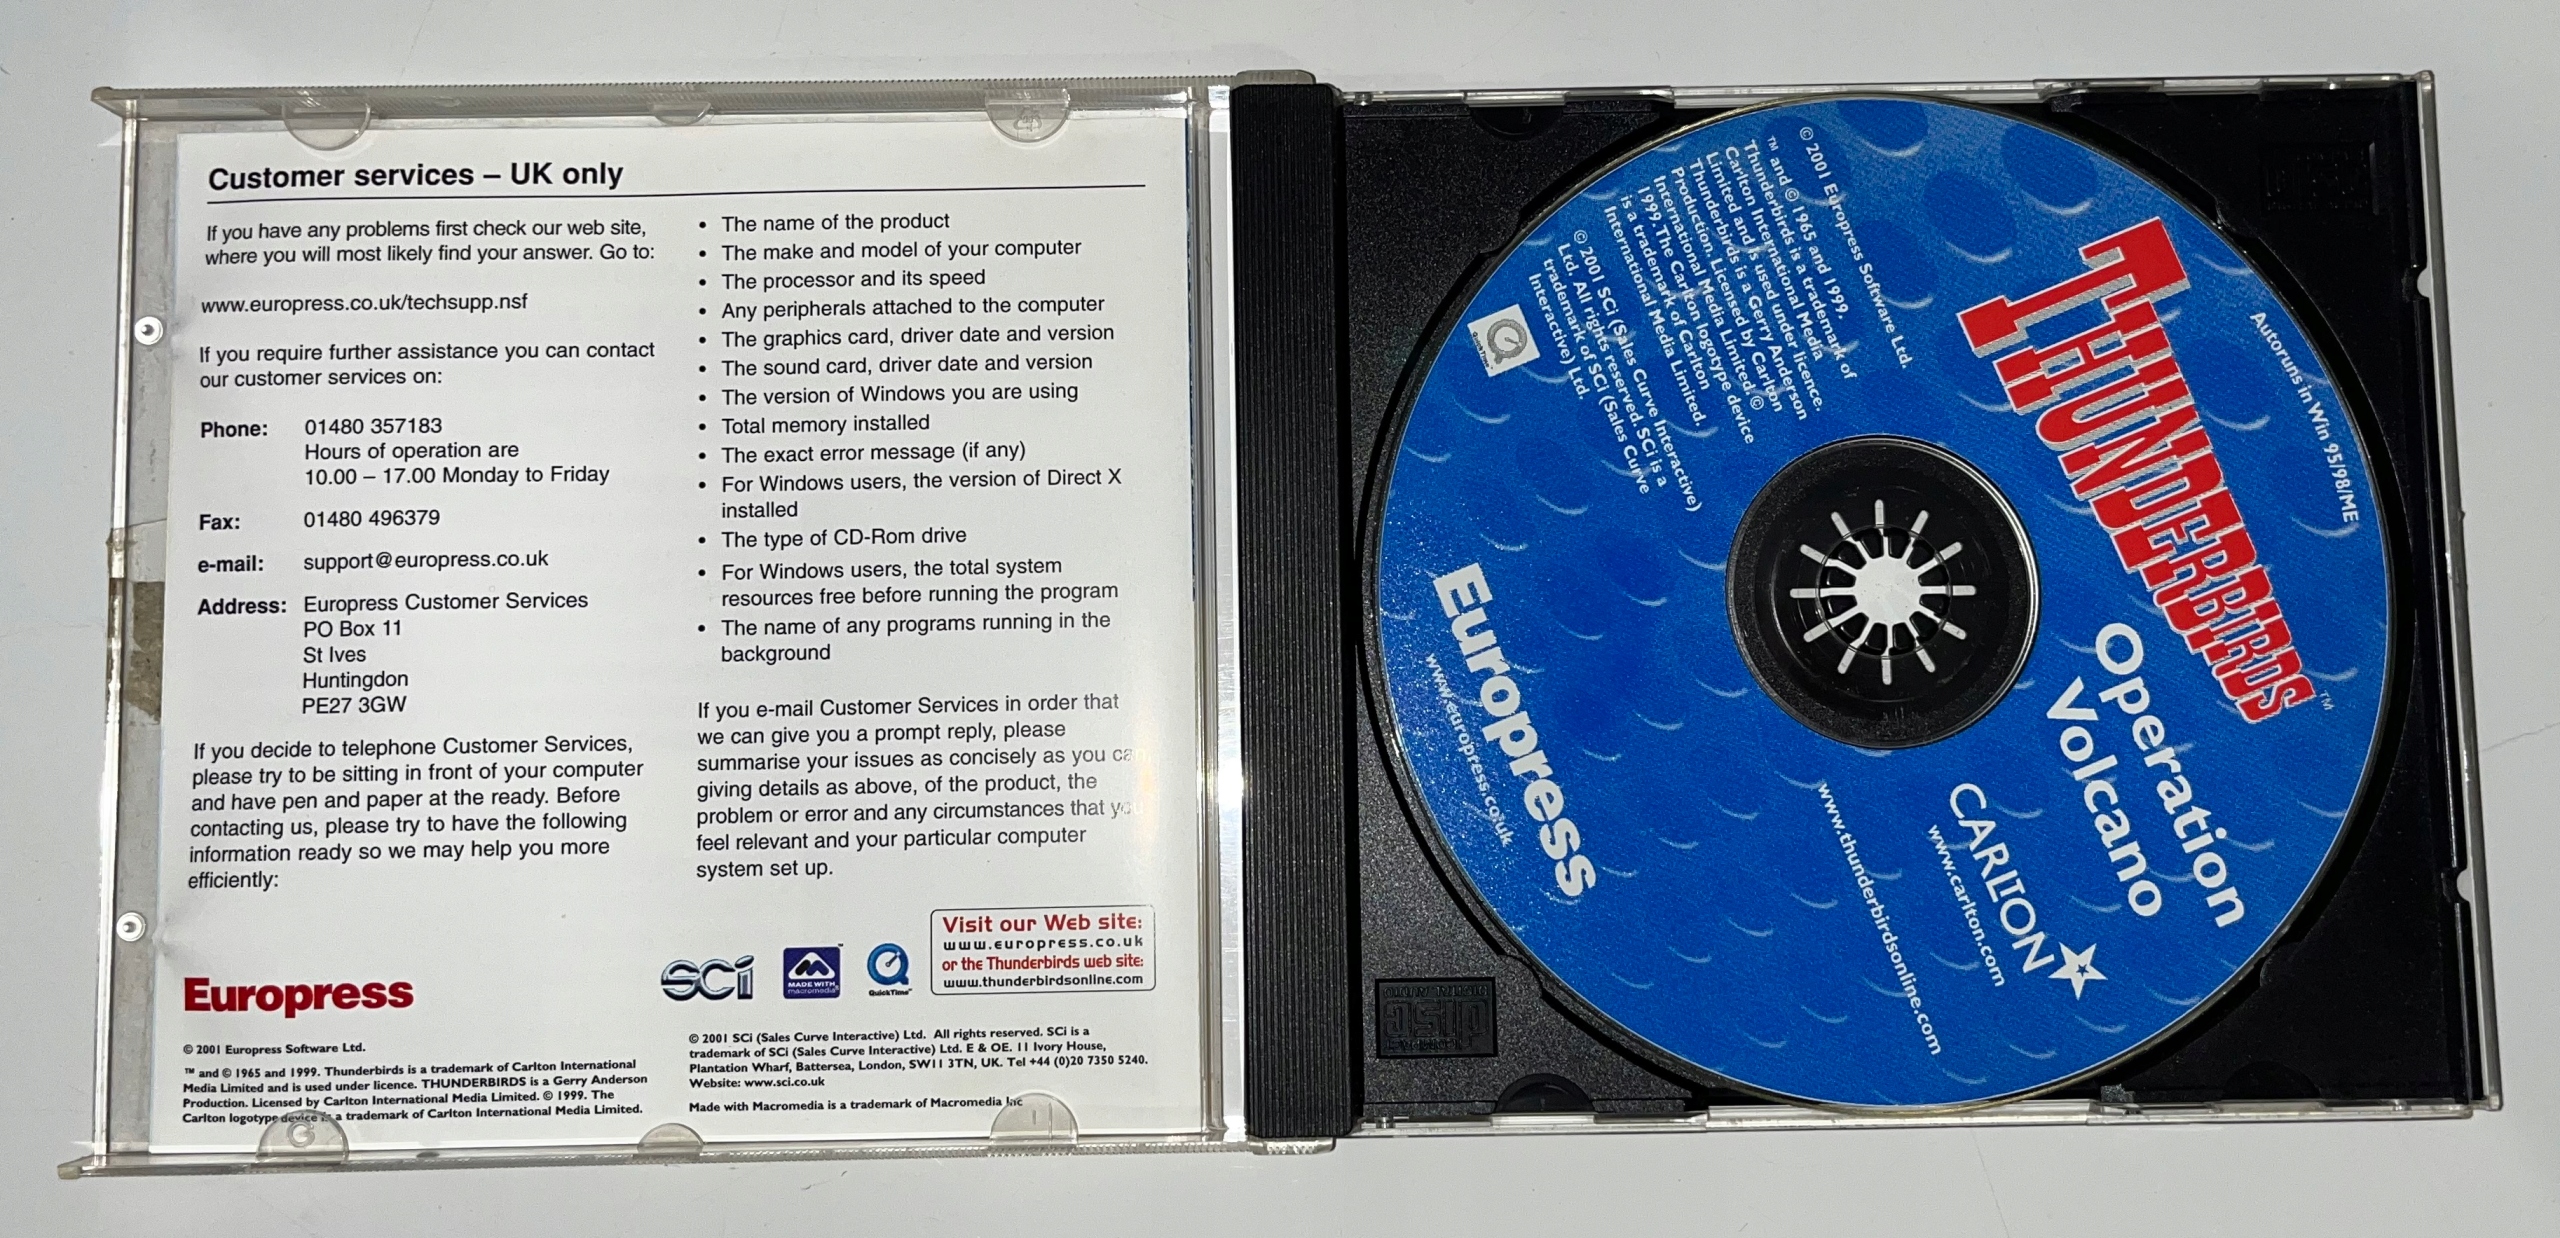 Customer services – UK only
If you have any problems first check our web site,
where you will most likely find your answer. Go to:
www.europress.co.uk/techsupp.nsf
If you require further assistance you can contact
our customer services on:
Phone: 01480 357183
Hours of operation are
10.00 – 17.00 Monday to Friday
Fax: 01480 496379
e-mail: support@europress.co.uk
Address: Europress Customer Services
PO Box 11
St Ives
Huntingdon
PE27 3GW
If you decide to telephone Customer Services,
please try to be sitting in front of your computer
and have pen and paper at the ready. Before
contacting us, please try to have the following
information ready so we may help you more
efficiently:
• The name of the product
• The make and model of your computer
• The processor and its speed
• Any peripherals attached to the computer
• The graphics card, driver date and version
• The sound card, driver date and version
• The version of Windows you are using
• Total memory installed
• The exact error message (if any)
• For Windows users, the version of Direct X
installed
• The type of CD-Rom drive
• For Windows users, the total system
resources free before running the program
• The name of any programs running in the
background
If you e-mail Customer Services in order that
we can give you a prompt reply, please
summarise your issues as concisely as you can
giving details as above, of the product, the
problem or error and any circumstances that you
feel relevant and your particular computer
system set up.
Europress
SCi
MADE WITH
macromedia
QuickTime™
Visit our Web site:
www.europress.co.uk
or the Thunderbirds web site:
www.thunderbirdsonline.com
© 2001 Europress Software Ltd.
™ and © 1965 and 1999. Thunderbirds is a trademark of Carlton International
Media Limited and is used under licence. THUNDERBIRDS is a Gerry Anderson
Production. Licensed by Carlton International Media Limited. © 1999. The
Carlton logotype device is a trademark of Carlton International Media Limited.
© 2001 SCi (Sales Curve Interactive) Ltd. All rights reserved. SCi is a
trademark of SCi (Sales Curve Interactive) Ltd. E & OE. 11 Ivory House,
Plantation Wharf, Battersea, London, SW11 3TN, UK. Tel +44 (0)20 7350 5240.
Website: www.sci.co.uk
Made with Macromedia is a trademark of Macromedia Inc
Autoruns in Win 95/98/ME
THUNDERBIRDS™
Operation
Volcano
CARLTON
www.carlton.com
www.thunderbirdsonline.com
© 2001 Europress Software Ltd.
™ and © 1965 and 1999.
Thunderbirds is a trademark of
Carlton International Media
Limited and is used under licence.
Thunderbirds is a Gerry Anderson
Production. Licensed by Carlton
International Media Limited. ©
1999. The Carlton logotype device
is a trademark of Carlton
International Media Limited.
© 2001 SCi (Sales Curve Interactive)
Ltd. All rights reserved. SCi is a
trademark of SCi (Sales Curve
Interactive) Ltd.
QuickTime
Europress
www.europress.co.uk